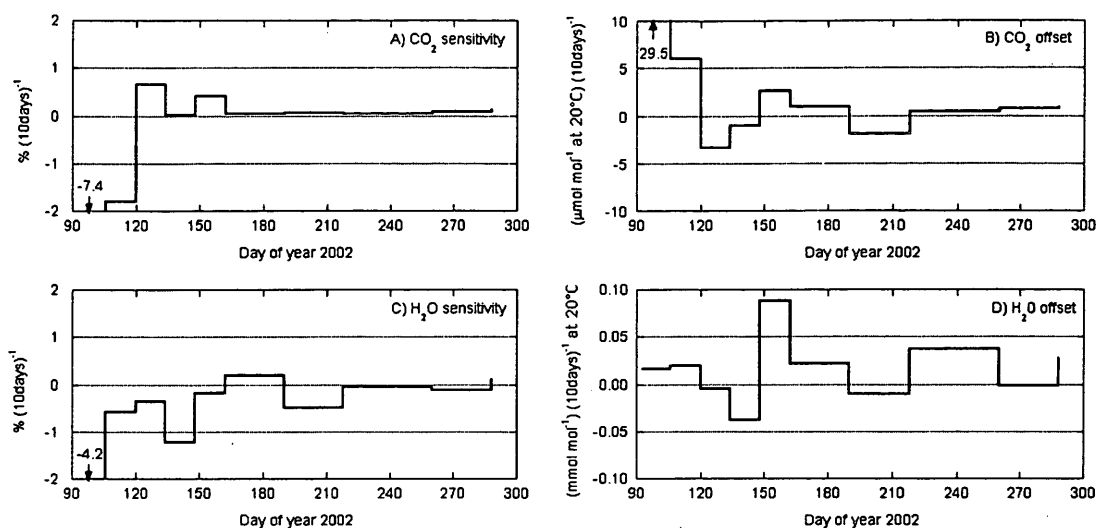 A) CO₂ sensitivity
% (10days)⁻¹
2
1
0
-1
-2
-7.4
90 120 150 180 210 240 270 300
Day of year 2002
B) CO₂ offset
(µmol mol⁻¹ at 20°C) (10days)⁻¹
10
5
0
-5
-10
29.5
90 120 150 180 210 240 270 300
Day of year 2002
C) H₂O sensitivity
% (10days)⁻¹
2
1
0
-1
-2
-4.2
90 120 150 180 210 240 270 300
Day of year 2002
D) H₂0 offset
(mmol mol⁻¹) (10days)⁻¹ at 20°C
0.10
0.05
0.00
-0.05
-0.10
90 120 150 180 210 240 270 300
Day of year 2002